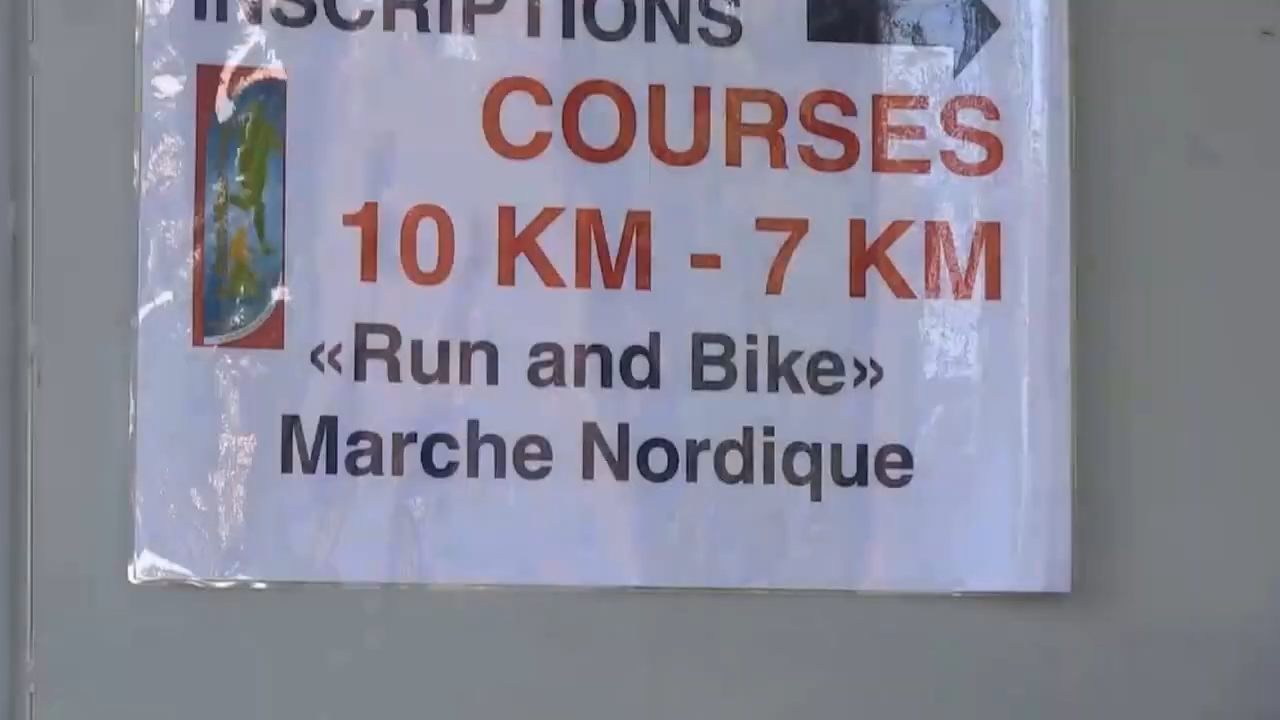 INSCRIPTIONS
COURSES
10 KM - 7 KM
«Run and Bike»
Marche Nordique